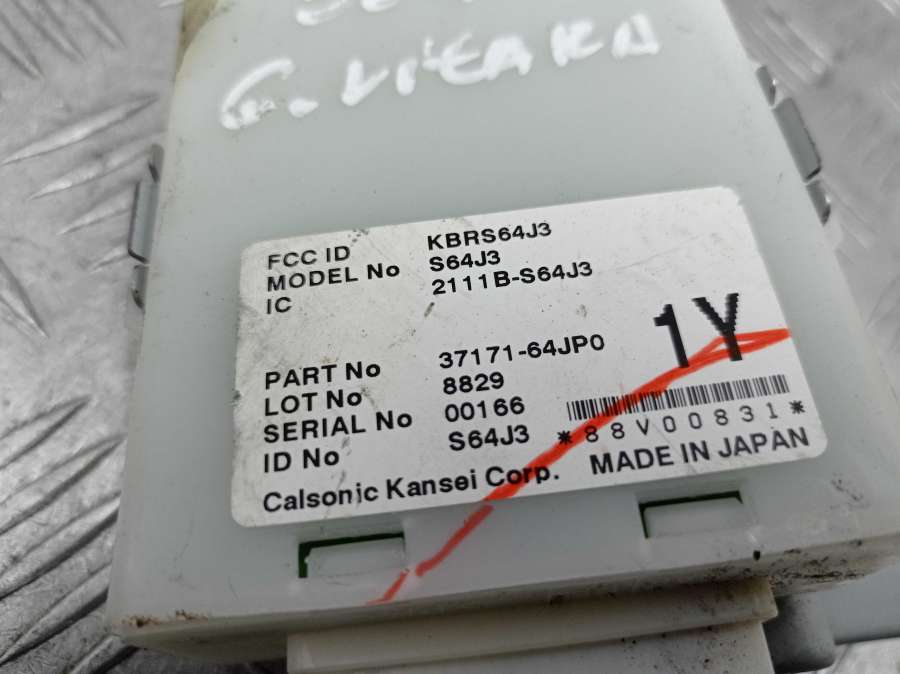 G. VITARA
FCC ID KBRS64J3
MODEL No S64J3
IC 2111B-S64J3
PART No 37171-64JP0
LOT No 8829
SERIAL No 00166
ID No S64J3
1Y
*88V00831*
Calsonic Kansei Corp. MADE IN JAPAN